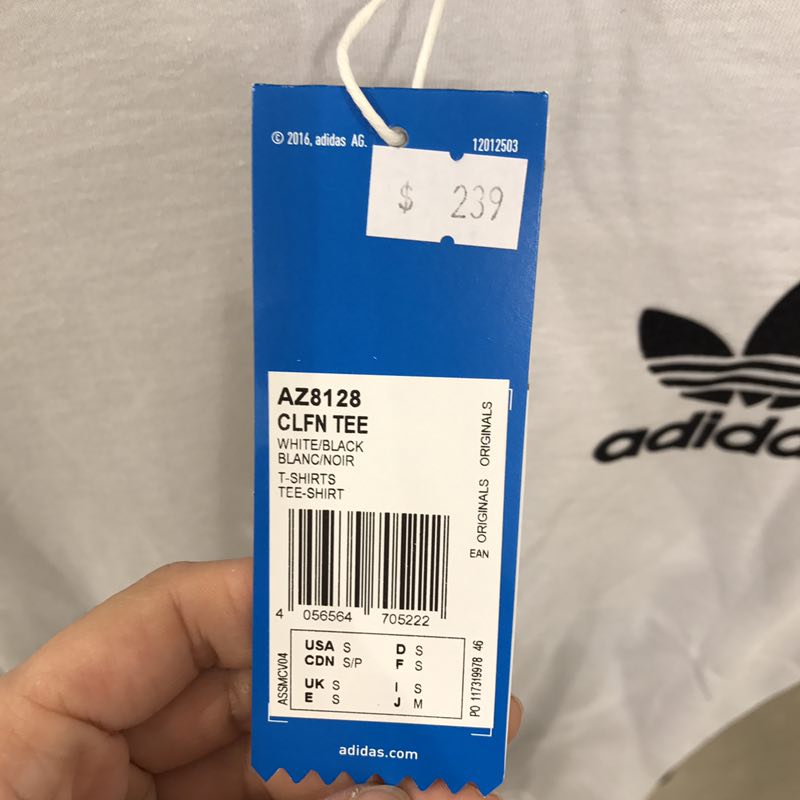 © 2016, adidas AG.
12012503
$ 239
AZ8128
CLFN TEE
WHITE/BLACK
BLANC/NOIR
T-SHIRTS
TEE-SHIRT
ORIGINALS
ORIGINALS
EAN
4 056564 705222
USA S
CDN S/P
UK S
E S
D S
F S
I S
J M
ASSMCV04
PO 117319978 46
adidas.com
adidas